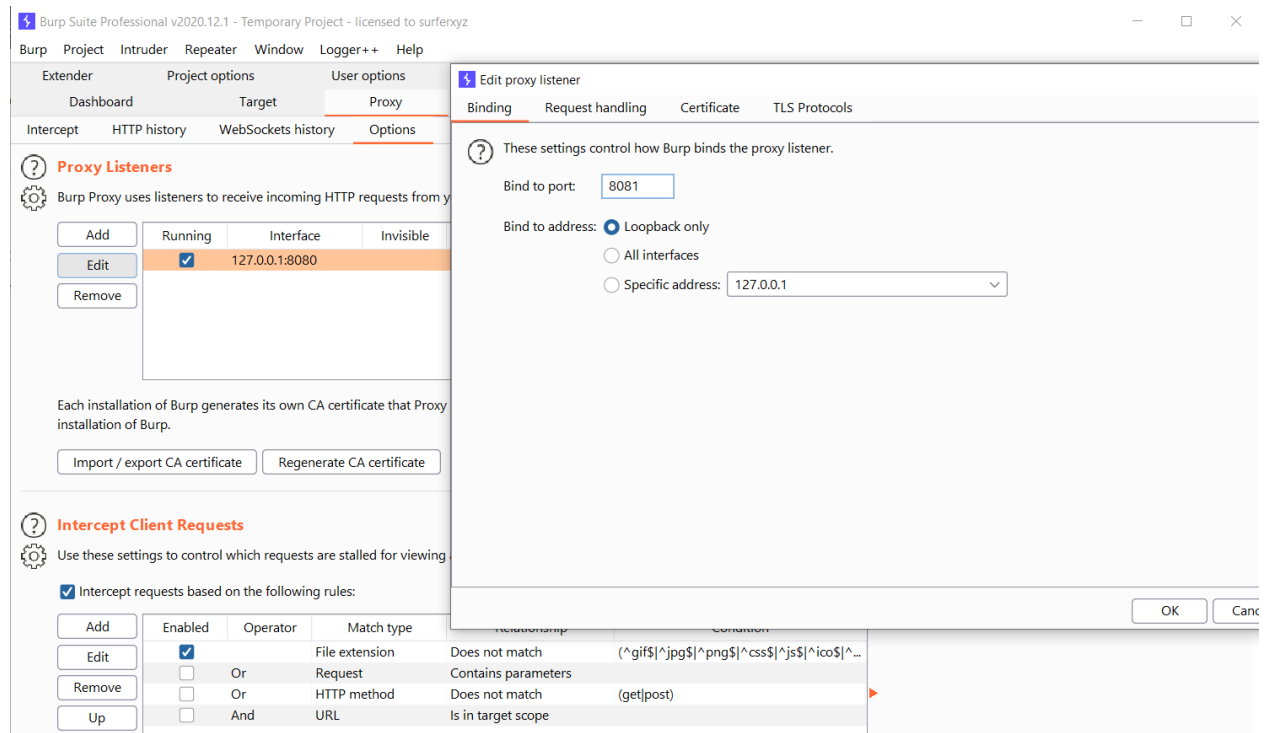 Burp Suite Professional v2020.12.1 - Temporary Project - licensed to surferxyz
Burp Project Intruder Repeater Window Logger++ Help
Extender Project options User options
Dashboard Target Proxy
Intercept HTTP history WebSockets history Options
Proxy Listeners
Burp Proxy uses listeners to receive incoming HTTP requests from y
Add
Edit
Remove
Running Interface Invisible
127.0.0.1:8080
Each installation of Burp generates its own CA certificate that Proxy
installation of Burp.
Import / export CA certificate Regenerate CA certificate
Intercept Client Requests
Use these settings to control which requests are stalled for viewing
Intercept requests based on the following rules:
Add
Edit
Remove
Up
Enabled Operator Match type Relationship Condition
File extension Does not match (^gif$|^jpg$|^png$|^css$|^js$|^ico$|^...
Or Request Contains parameters
Or HTTP method Does not match (get|post)
And URL Is in target scope
Edit proxy listener
Binding Request handling Certificate TLS Protocols
These settings control how Burp binds the proxy listener.
Bind to port: 8081
Bind to address: Loopback only
All interfaces
Specific address: 127.0.0.1
OK Canc